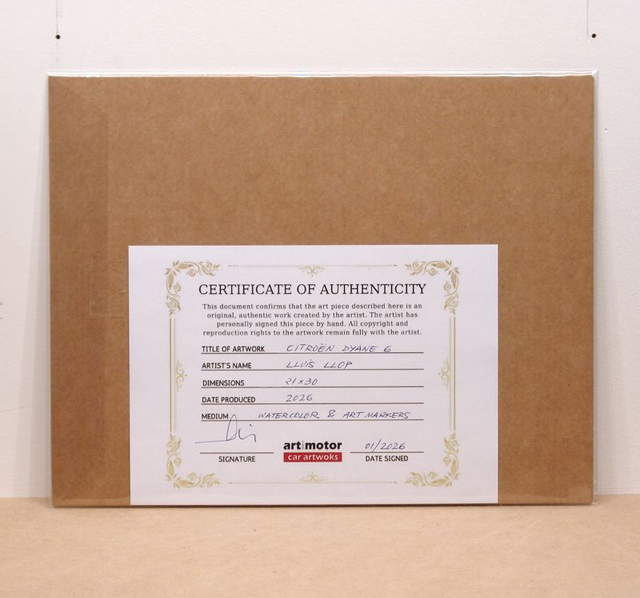 CERTIFICATE OF AUTHENTICITY
This document confirms that the art piece described here is an
original, authentic work created by the artist. The artist has
personally signed this piece by hand. All copyright and
reproduction rights to the artwork remain fully with the artist.
TITLE OF ARTWORK CITROËN DYANE 6
ARTIST'S NAME LLUÍS LLOP
DIMENSIONS 21x30
DATE PRODUCED 2026
MEDIUM WATERCOLOR & ART MARKERS
art motor
car artwoks
01/2026
SIGNATURE
DATE SIGNED